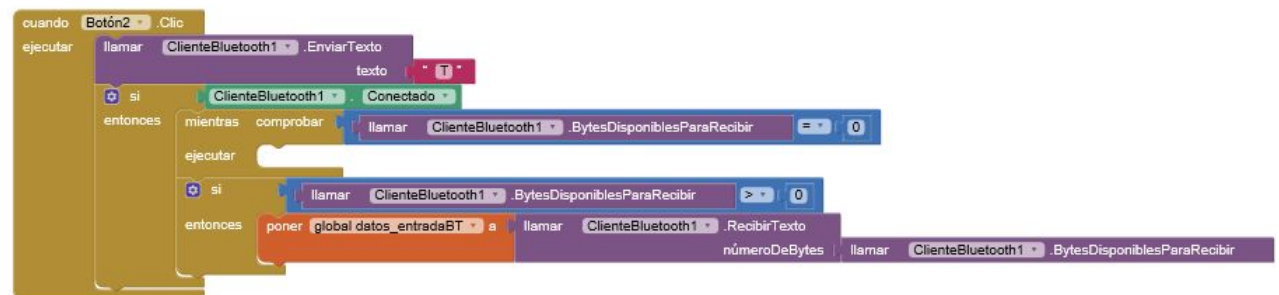 cuando Botón2 .Clic
ejecutar llamar ClienteBluetooth1 .EnviarTexto
texto " T "
si ClienteBluetooth1 . Conectado
entonces mientras comprobar llamar ClienteBluetooth1 .BytesDisponiblesParaRecibir = 0
ejecutar
si llamar ClienteBluetooth1 .BytesDisponiblesParaRecibir > 0
entonces poner global datos_entradaBT a llamar ClienteBluetooth1 .RecibirTexto
númeroDeBytes llamar ClienteBluetooth1 .BytesDisponiblesParaRecibir